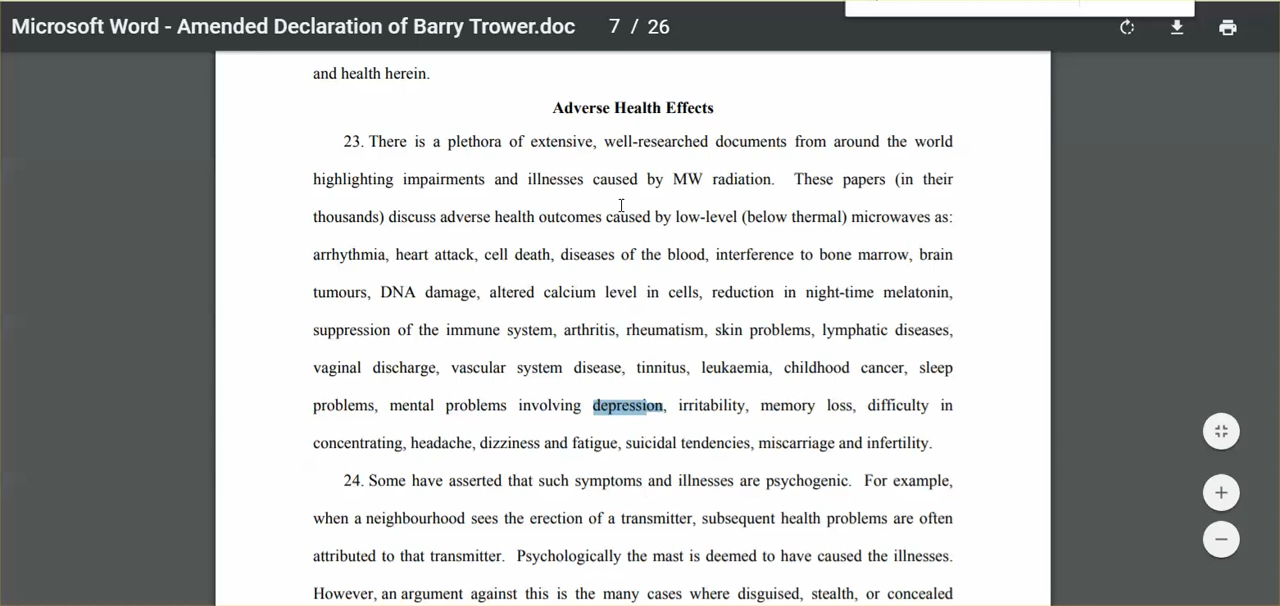 Microsoft Word - Amended Declaration of Barry Trower.doc 7 / 26
and health herein.
Adverse Health Effects
23. There is a plethora of extensive, well-researched documents from around the world
highlighting impairments and illnesses caused by MW radiation. These papers (in their
thousands) discuss adverse health outcomes caused by low-level (below thermal) microwaves as:
arrhythmia, heart attack, cell death, diseases of the blood, interference to bone marrow, brain
tumours, DNA damage, altered calcium level in cells, reduction in night-time melatonin,
suppression of the immune system, arthritis, rheumatism, skin problems, lymphatic diseases,
vaginal discharge, vascular system disease, tinnitus, leukaemia, childhood cancer, sleep
problems, mental problems involving depression, irritability, memory loss, difficulty in
concentrating, headache, dizziness and fatigue, suicidal tendencies, miscarriage and infertility.
24. Some have asserted that such symptoms and illnesses are psychogenic. For example,
when a neighbourhood sees the erection of a transmitter, subsequent health problems are often
attributed to that transmitter. Psychologically the mast is deemed to have caused the illnesses.
However, an argument against this is the many cases where disguised, stealth, or concealed